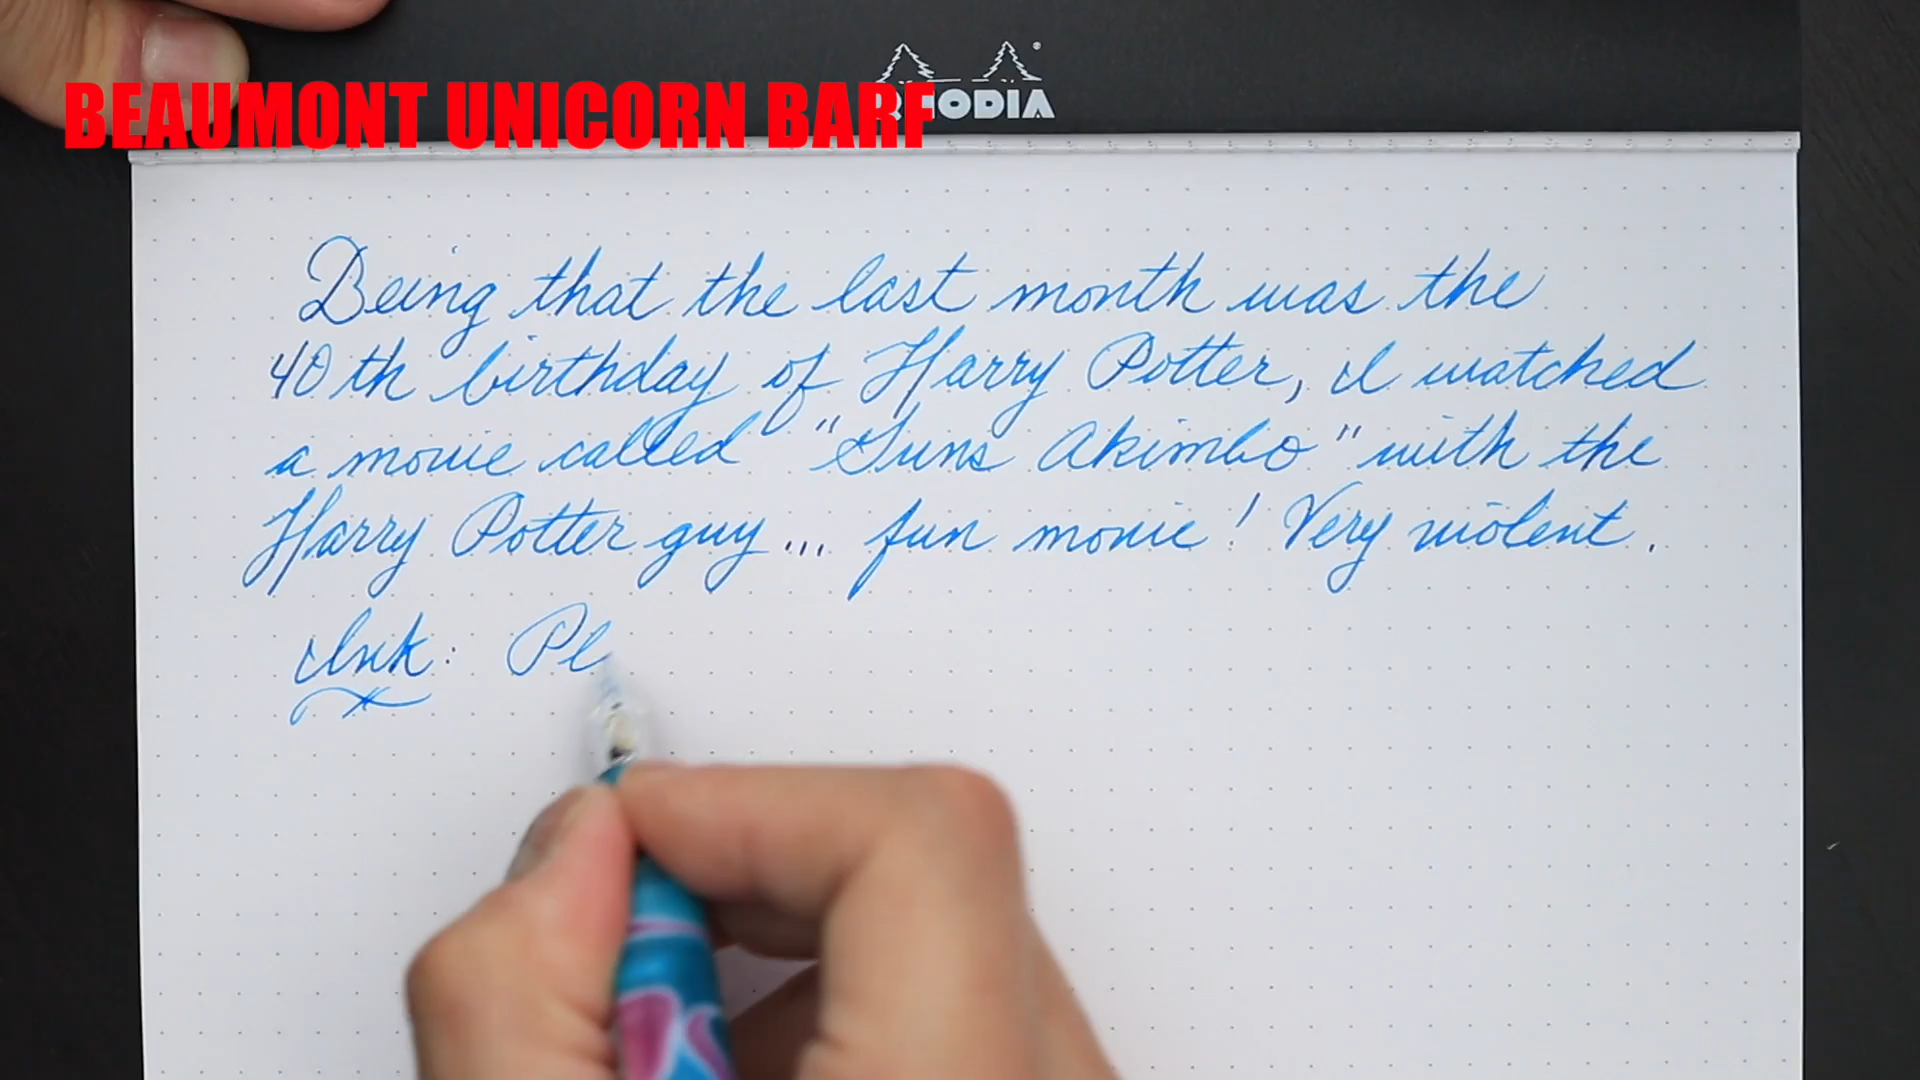 RHODIA
BEAUMONT UNICORN BARF
Being that the last month was the
40th birthday of Harry Potter, I watched
a movie called "Guns Akimbo" with the
Harry Potter guy... fun movie! Very violent.
Ink: Pe